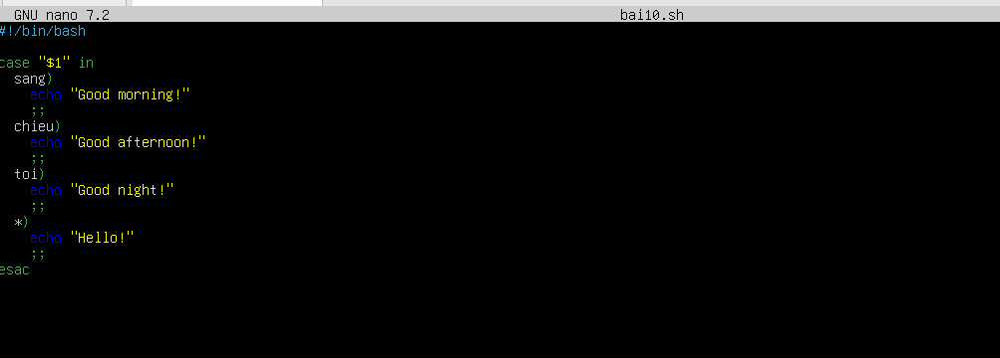 GNU nano 7.2 bai10.sh
#!/bin/bash
case "$1" in
sang)
echo "Good morning!"
;;
chieu)
echo "Good afternoon!"
;;
toi)
echo "Good night!"
;;
*)
echo "Hello!"
;;
esac